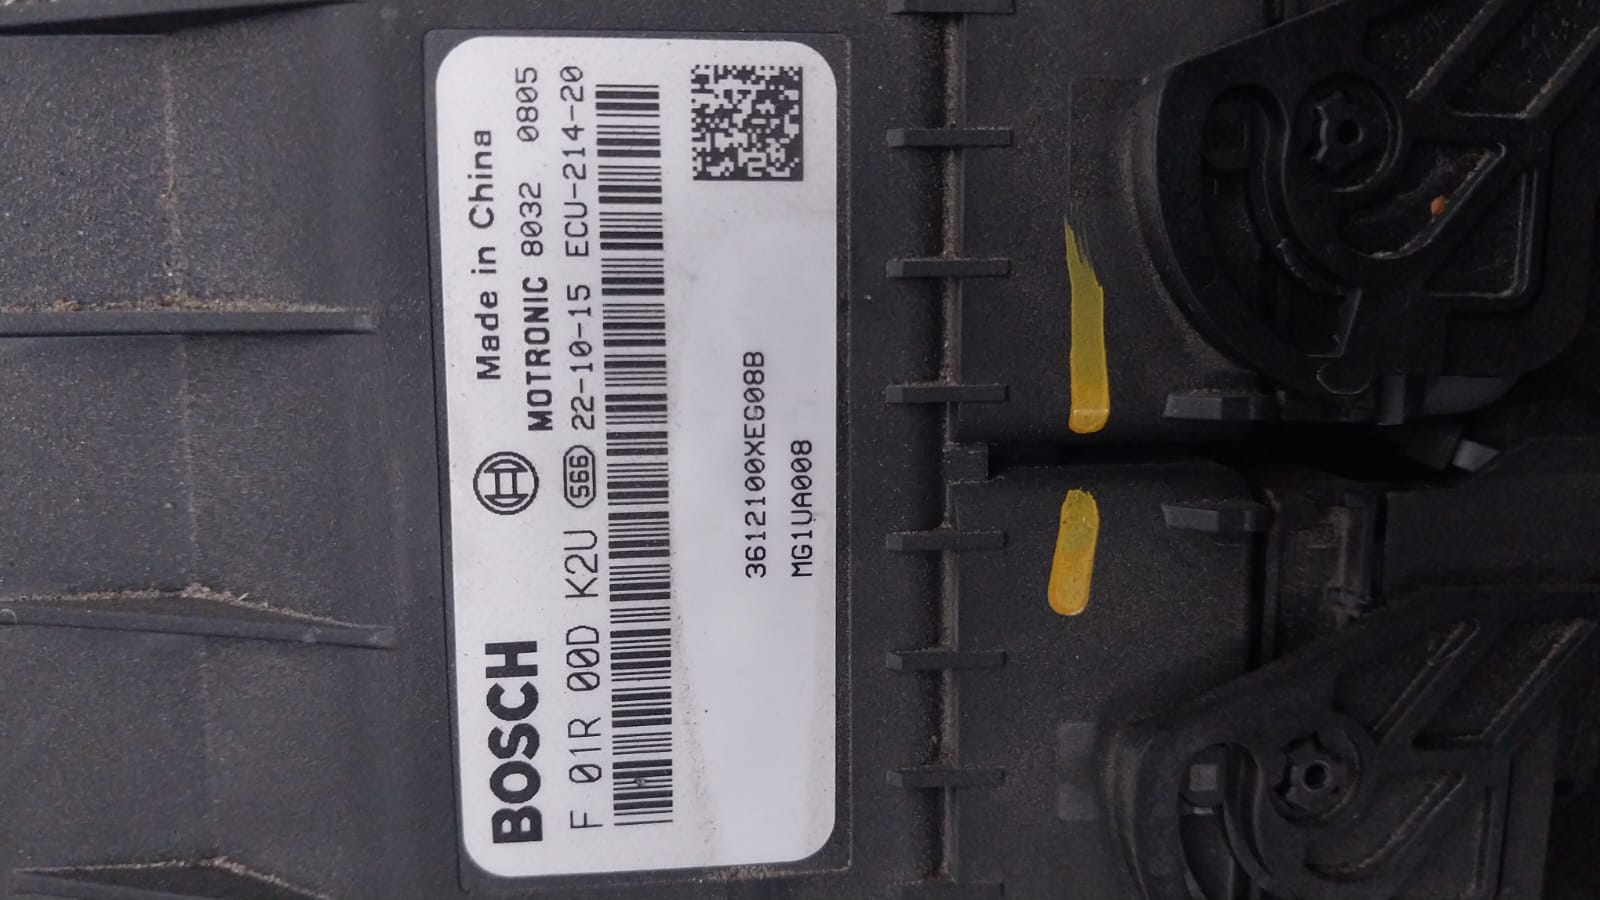 BOSCH Made in China
MOTRONIC 8032 0805
F 01R 00D K2U 566 22-10-15 ECU-214-20
3612100XEG08B
MG1UA008